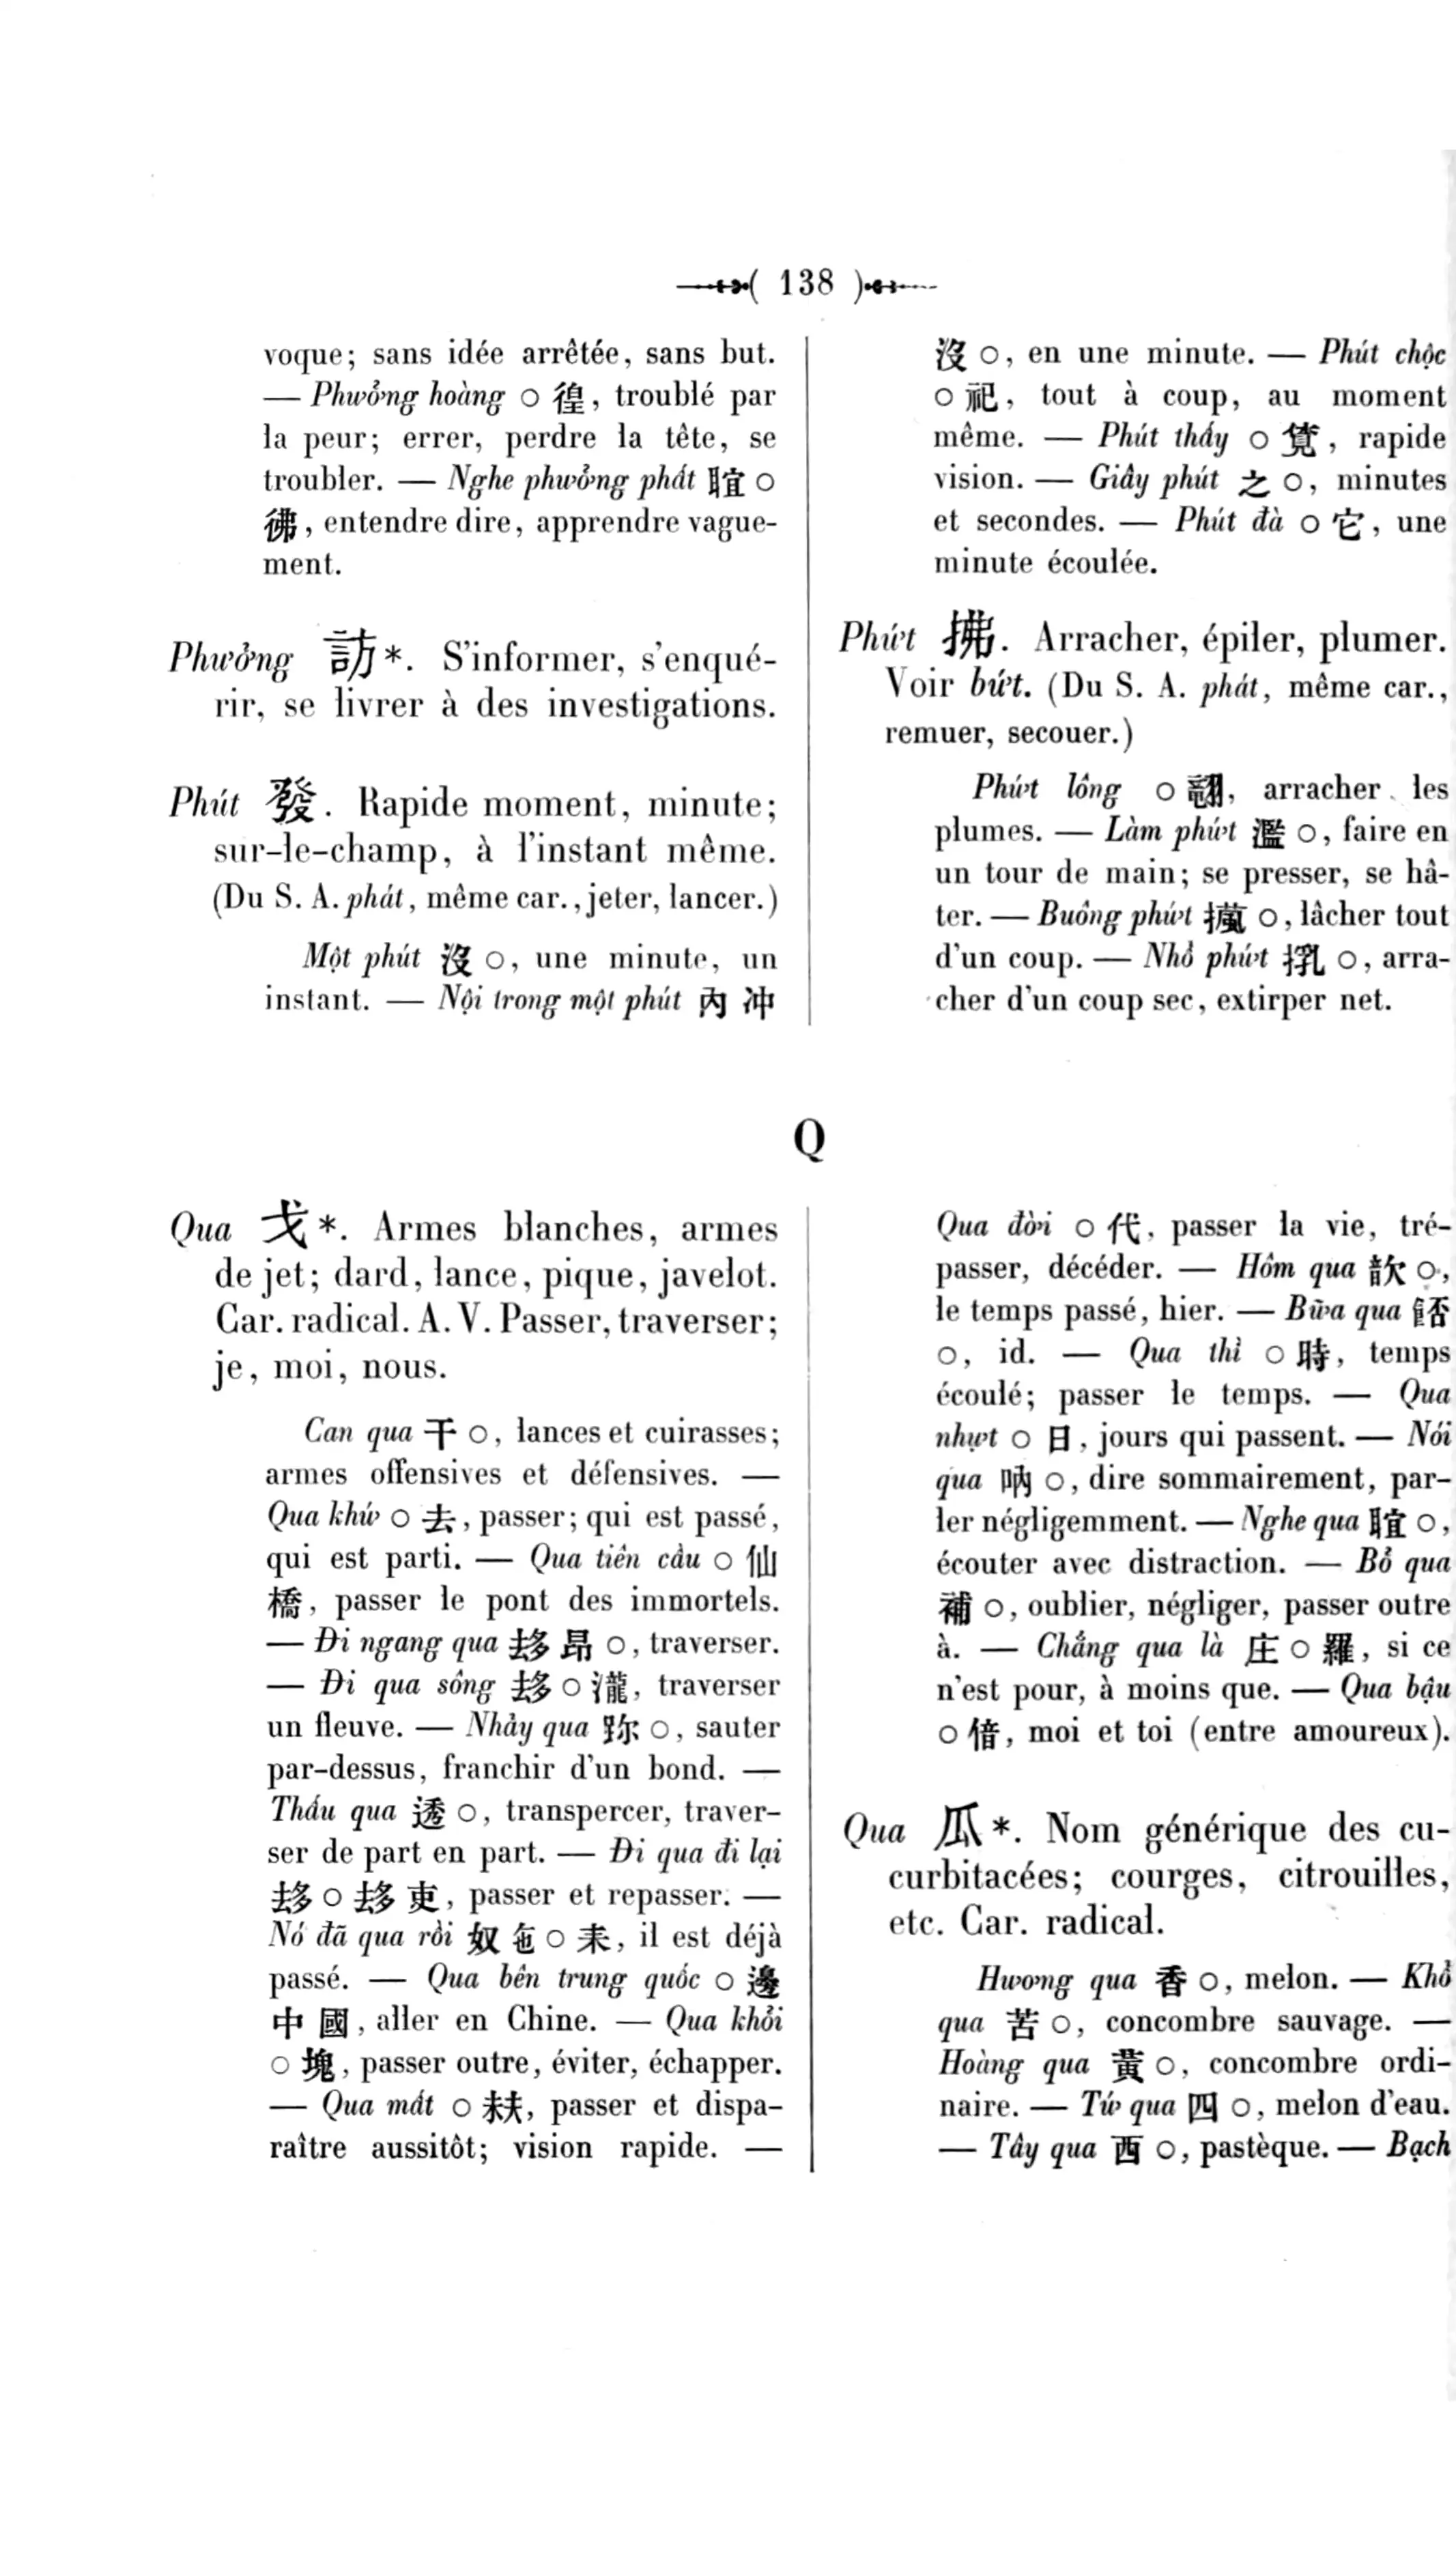 ( 138 )
voque; sans idée arrêtée, sans but.
— Phưởng hoàng ○ 徨, troublé par
la peur; errer, perdre la tête, se
troubler. — Nghe phưởng phất 䏦 ○
彿, entendre dire, apprendre vague-
ment.
Phưởng 訪*. S'informer, s'enqué-
rir, se livrer à des investigations.
Phút 發. Rapide moment, minute;
sur-le-champ, à l'instant même.
(Du S. A. phát, même car., jeter, lancer.)
Một phút 沒 ○, une minute, un
instant. — Nội trong một phút 內 冲
沒 ○, en une minute. — Phút chộc
○ 祀, tout à coup, au moment
même. — Phút thấy ○ 覓, rapide
vision. — Giây phút 之 ○, minutes
et secondes. — Phút đà ○ 它, une
minute écoulée.
Phứt 拂. Arracher, épiler, plumer.
Voir bứt. (Du S. A. phát, même car.,
remuer, secouer.)
Phứt lông ○, arracher les
plumes. — Làm phứt 濫 ○, faire en
un tour de main; se presser, se hâ-
ter. — Buông phứt ○, lâcher tout
d'un coup. — Nhổ phứt ○, arra-
cher d'un coup sec, extirper net.
Q
Qua 戈*. Armes blanches, armes
de jet; dard, lance, pique, javelot.
Car. radical. A. V. Passer, traverser;
je, moi, nous.
Can qua 干 ○, lances et cuirasses;
armes offensives et défensives. —
Qua khứ ○ 去, passer; qui est passé,
qui est parti. — Qua tiên cầu ○ 仙
橋, passer le pont des immortels.
— Đi ngang qua 𠫾 昂 ○, traverser.
— Đi qua sông 𠫾 ○ 瀧, traverser
un fleuve. — Nhảy qua ○, sauter
par-dessus, franchir d'un bond. —
Thấu qua 透 ○, transpercer, traver-
ser de part en part. — Đi qua đi lại
𠫾 ○ 𠫾 吏, passer et repasser. —
Nó đã qua rồi 奴 ○ 耒, il est déjà
passé. — Qua bên trung quốc ○ 邊
中 國, aller en Chine. — Qua khỏi
○ 塊, passer outre, éviter, échapper.
— Qua mắt ○, passer et dispa-
raître aussitôt; vision rapide. —
Qua đời ○ 代, passer la vie, tré-
passer, décéder. — Hôm qua 歆 ○,
le temps passé, hier. — Bữa qua ○, id. — Qua thì ○ 時, temps
écoulé; passer le temps. — Qua
nhựt ○ 日, jours qui passent. — Nói
qua 吶 ○, dire sommairement, par-
ler négligemment. — Nghe qua 䏦 ○,
écouter avec distraction. — Bỏ qua
補 ○, oublier, négliger, passer outre
à. — Chẳng qua là 庄 ○ 羅, si ce
n'est pour, à moins que. — Qua bậu
○ 倍, moi et toi (entre amoureux).
Qua 瓜*. Nom générique des cu-
curbitacées; courges, citrouilles,
etc. Car. radical.
Hương qua 香 ○, melon. — Khổ
qua 苦 ○, concombre sauvage. —
Hoàng qua 黃 ○, concombre ordi-
naire. — Tứ qua 四 ○, melon d'eau.
— Tây qua 西 ○, pastèque. — Bạch